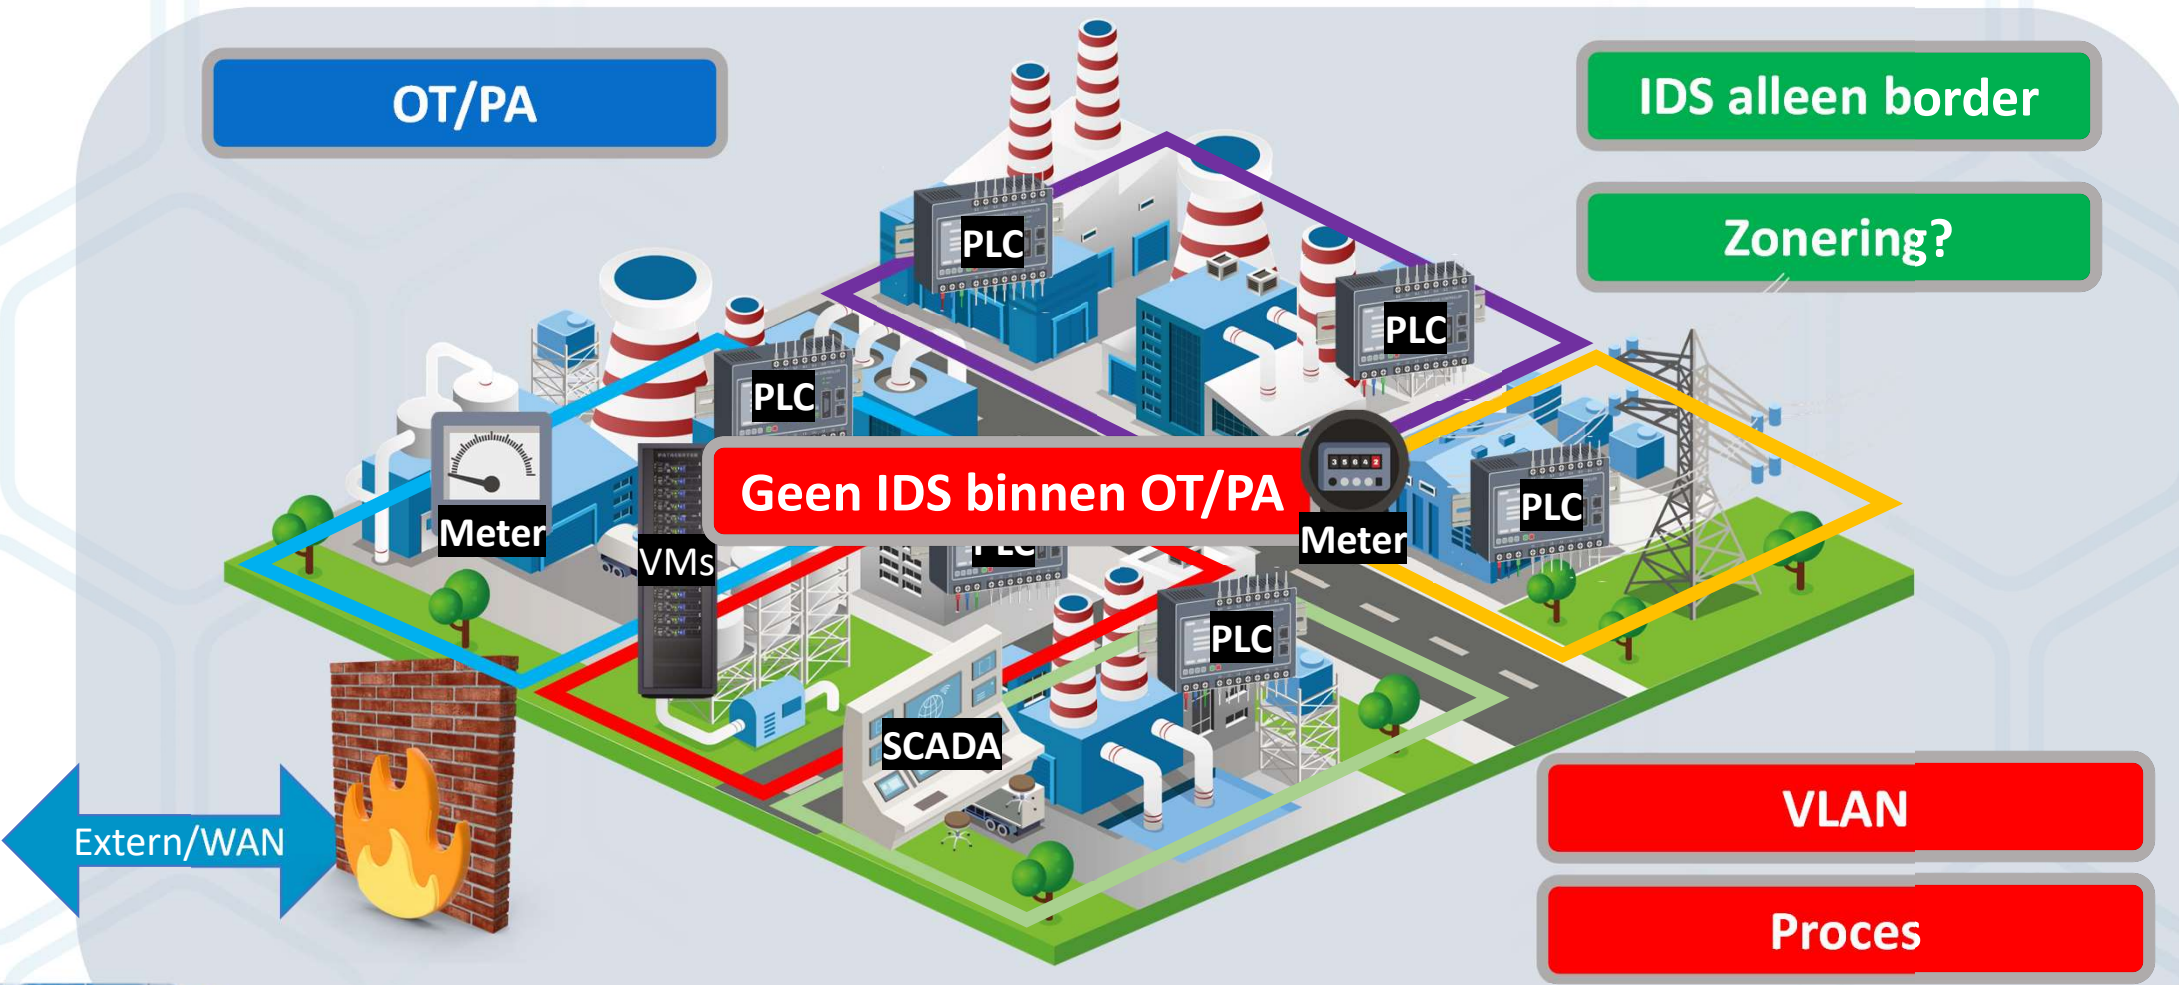 OT/PA
IDS alleen border
Zonering?
PLC
PLC
PLC
Geen IDS binnen OT/PA
Meter
VMs
PLC
Meter
PLC
PLC
SCADA
Extern/WAN
VLAN
Proces